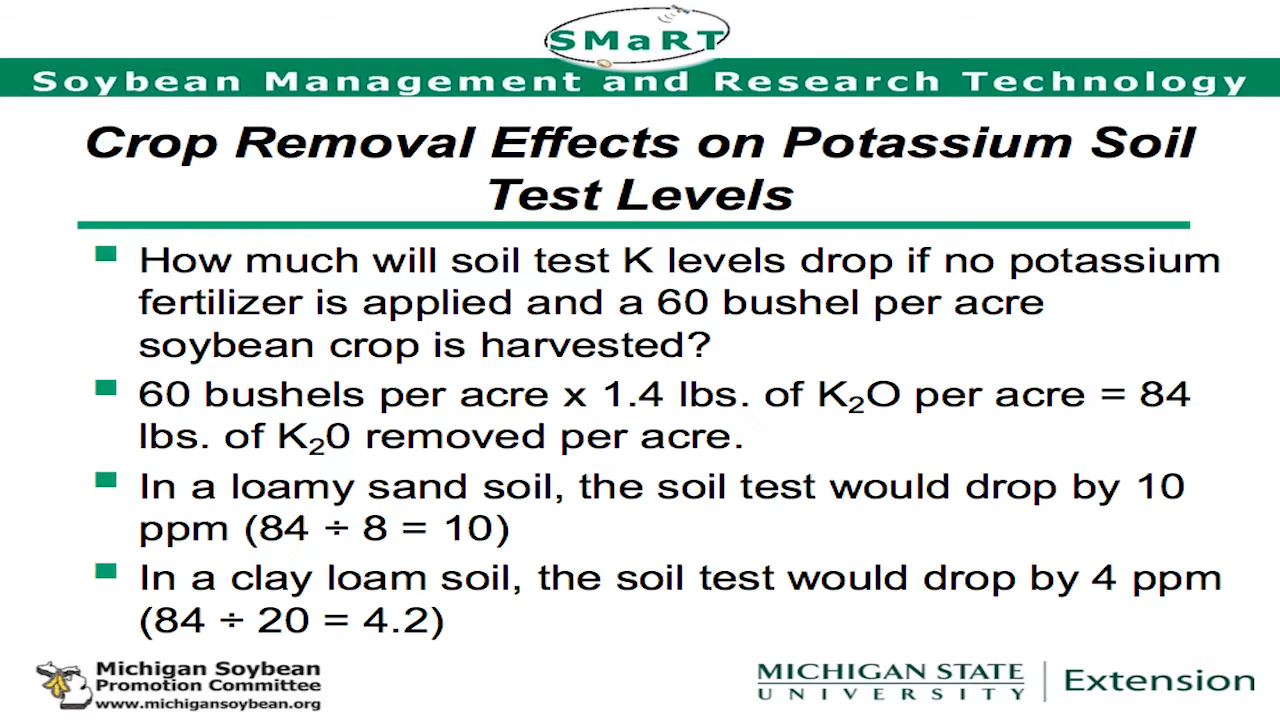 SMaRT
Soybean Management and Research Technology
Crop Removal Effects on Potassium Soil
Test Levels
How much will soil test K levels drop if no potassium
fertilizer is applied and a 60 bushel per acre
soybean crop is harvested?
60 bushels per acre x 1.4 lbs. of K₂O per acre = 84
lbs. of K₂0 removed per acre.
In a loamy sand soil, the soil test would drop by 10
ppm (84 ÷ 8 = 10)
In a clay loam soil, the soil test would drop by 4 ppm
(84 ÷ 20 = 4.2)
Michigan Soybean
Promotion Committee
www.michigansoybean.org
MICHIGAN STATE
UNIVERSITY
Extension